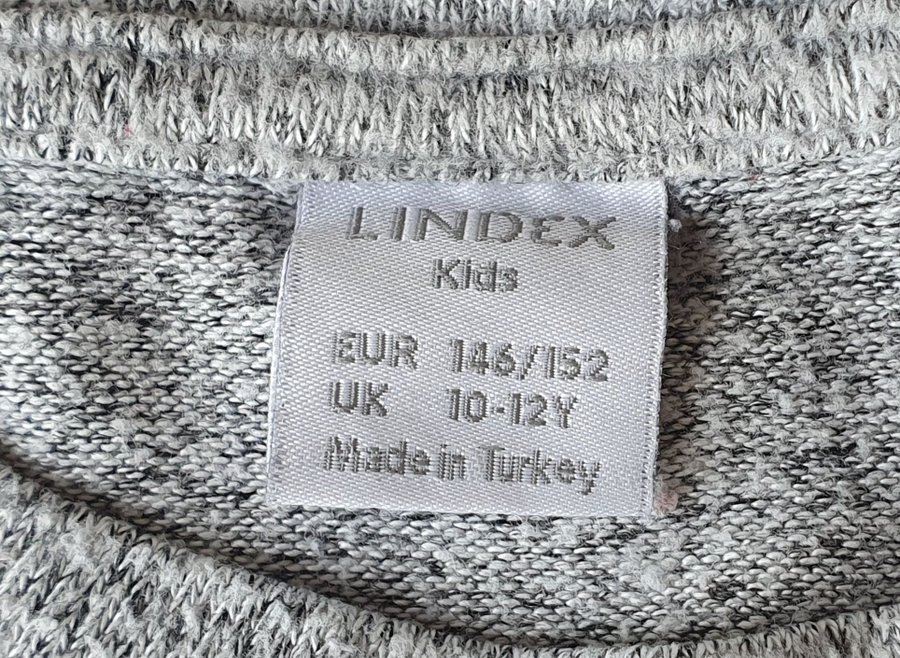 LINDEX
Kids
EUR 146/152
UK 10-12Y
Made in Turkey